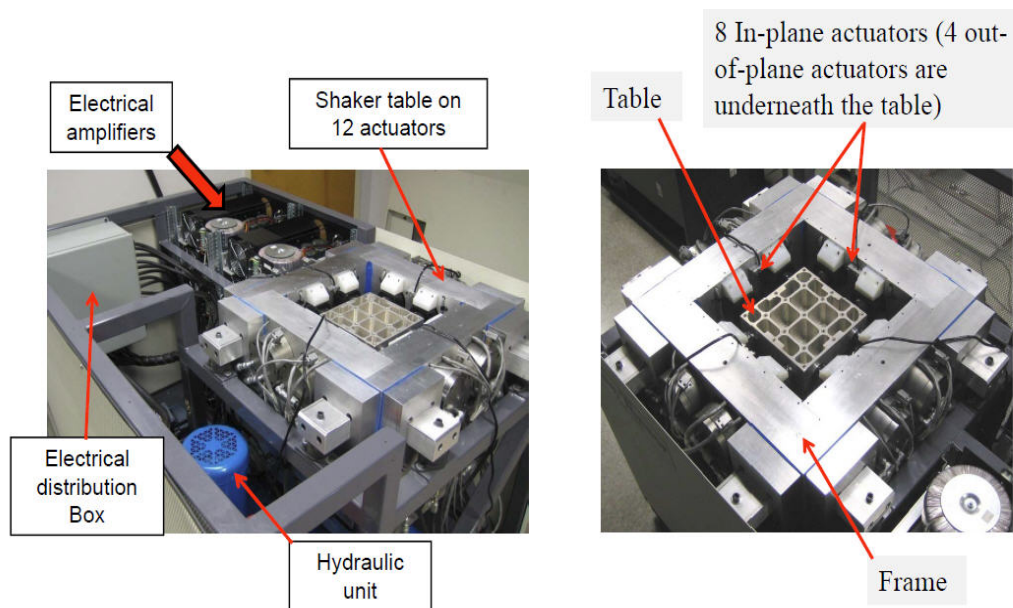 Electrical
amplifiers
Shaker table on
12 actuators
Electrical
distribution
Box
Hydraulic
unit
8 In-plane actuators (4 out-
of-plane actuators are
underneath the table)
Table
Frame